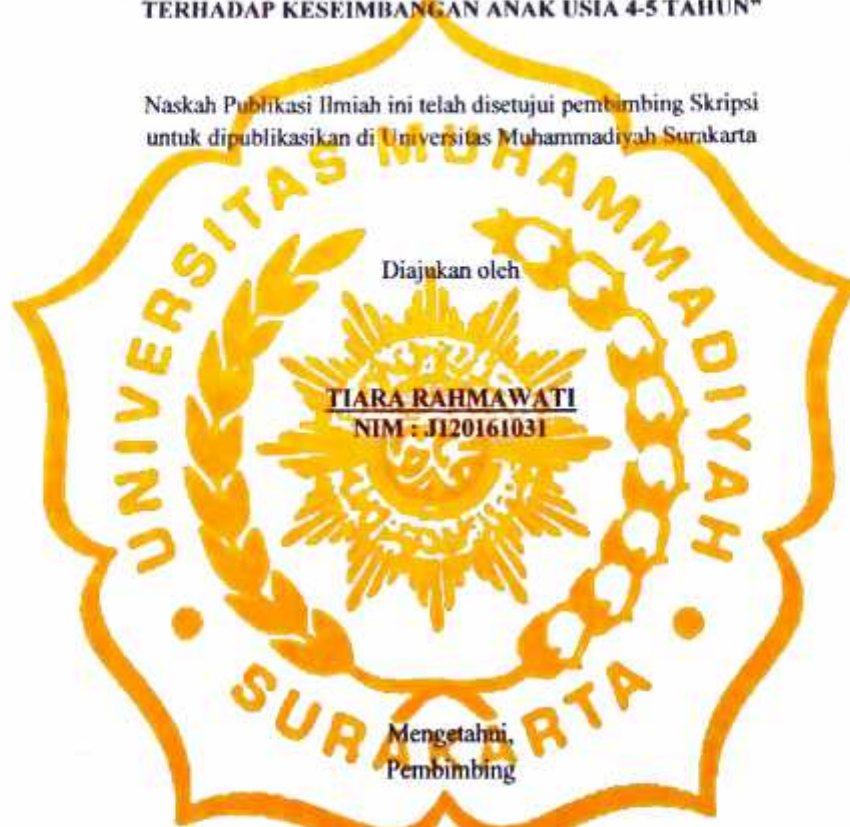 TERHADAP KESEIMBANGAN ANAK USIA 4-5 TAHUN"
Naskah Publikasi Ilmiah ini telah disetujui pembimbing Skripsi
untuk dipublikasikan di Universitas Muhammadiyah Surakarta
UNIVERSITAS MUHAMMADIYAH
Diajukan oleh
TIARA RAHMAWATI
NIM : J120161031
SURAKARTA
Mengetahui,
Pembimbing